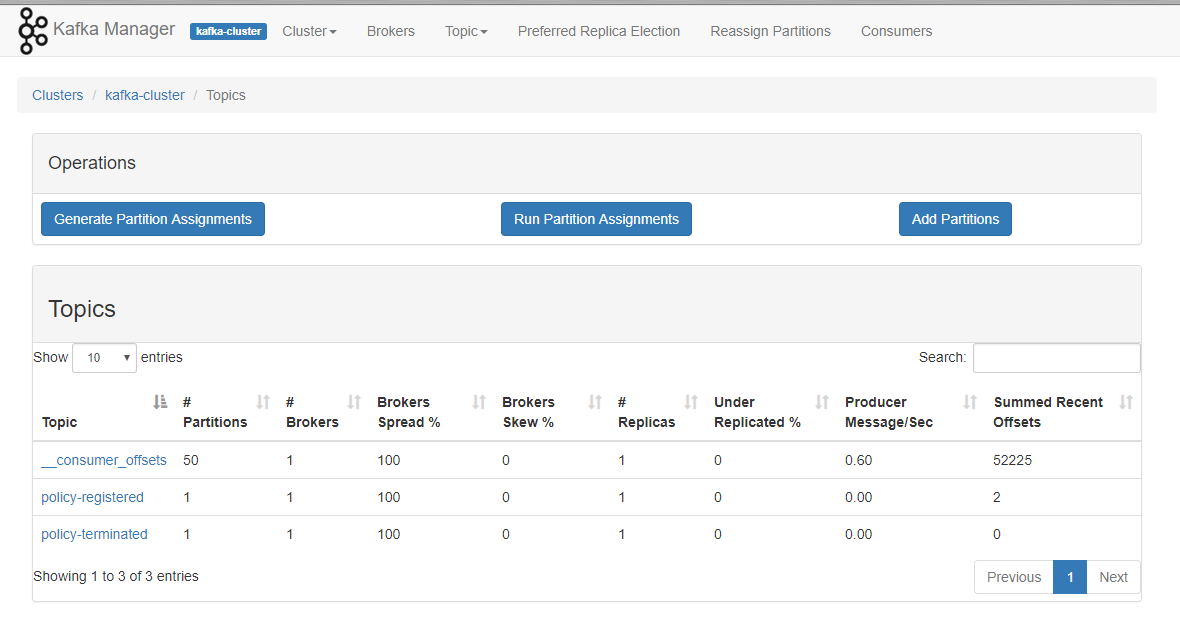 Kafka Manager kafka-cluster Cluster Brokers Topic Preferred Replica Election Reassign Partitions Consumers
Clusters / kafka-cluster / Topics
Operations
Generate Partition Assignments Run Partition Assignments Add Partitions
Topics
Show 10 entries Search:
# # Brokers Brokers # Under Producer Summed Recent
Topic Partitions Brokers Spread % Skew % Replicas Replicated % Message/Sec Offsets
__consumer_offsets 50 1 100 0 1 0 0.60 52225
policy-registered 1 1 100 0 1 0 0.00 2
policy-terminated 1 1 100 0 1 0 0.00 0
Showing 1 to 3 of 3 entries Previous 1 Next